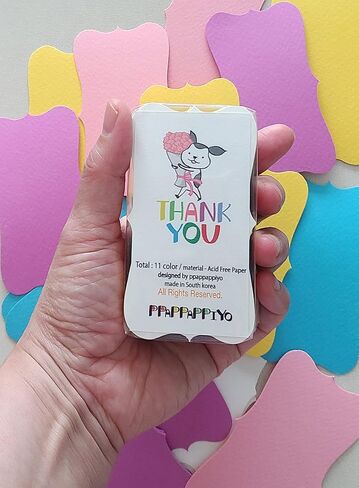 THANK
YOU
Total : 11 color / material - Acid Free Paper
designed by ppappappiyo
made in South korea
All Rights Reserved.
PPAPPAPPIYO